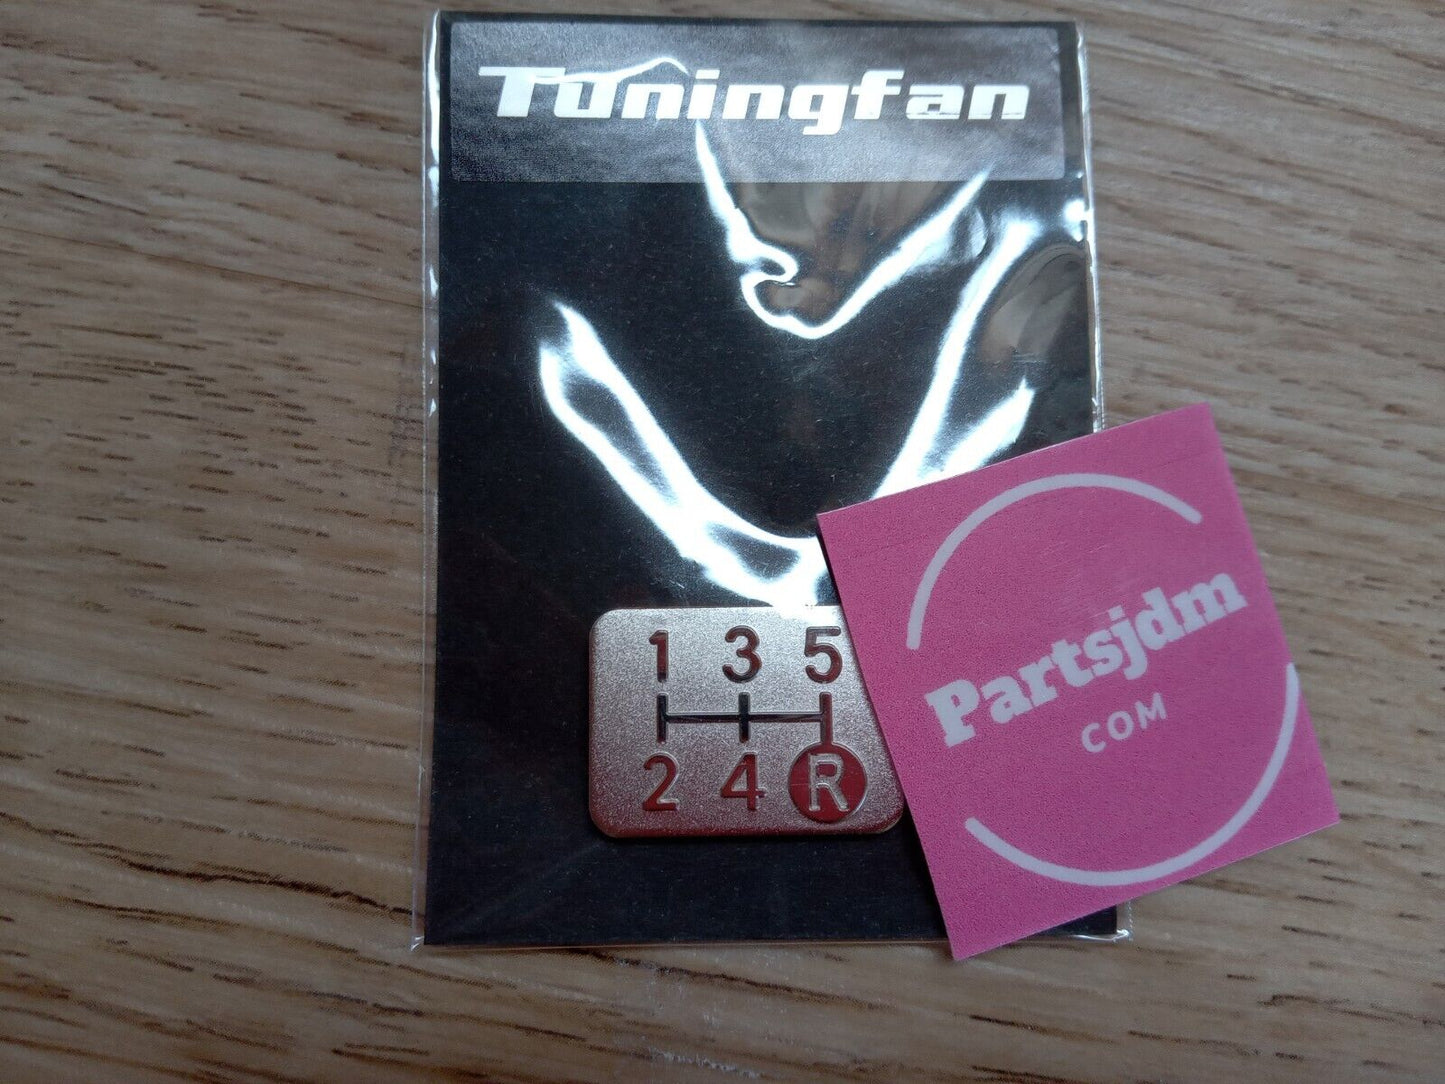 Tuningfan
1 3 5
2 4 R
Partsjdm
COM